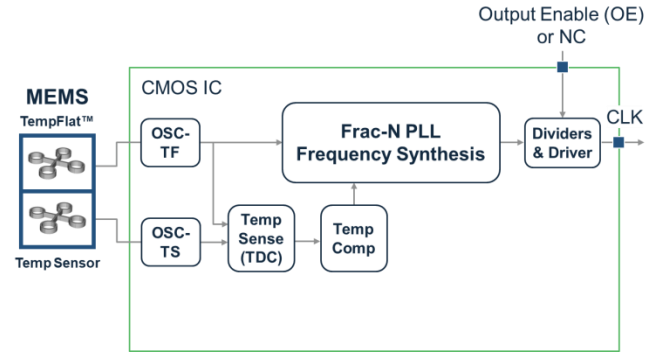 Output Enable (OE)
or NC
CMOS IC
MEMS
TempFlat™
CLK
OSC-
TF
Frac-N PLL
Frequency Synthesis
Dividers
& Driver
OSC-
TS
Temp
Sense
(TDC)
Temp
Comp
Temp Sensor